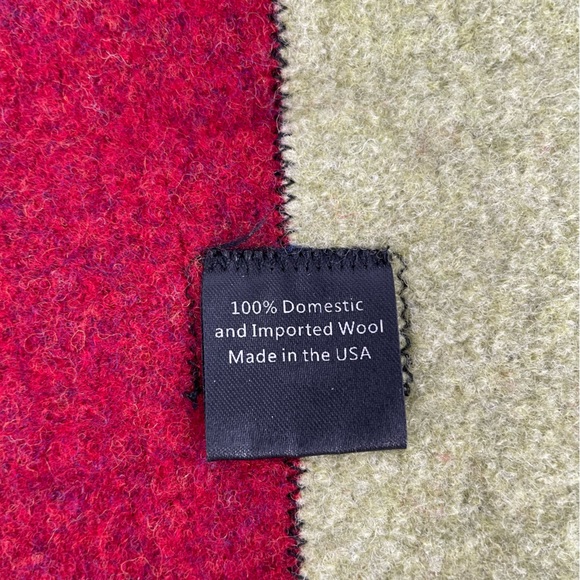 100% Domestic
and Imported Wool
Made in the USA